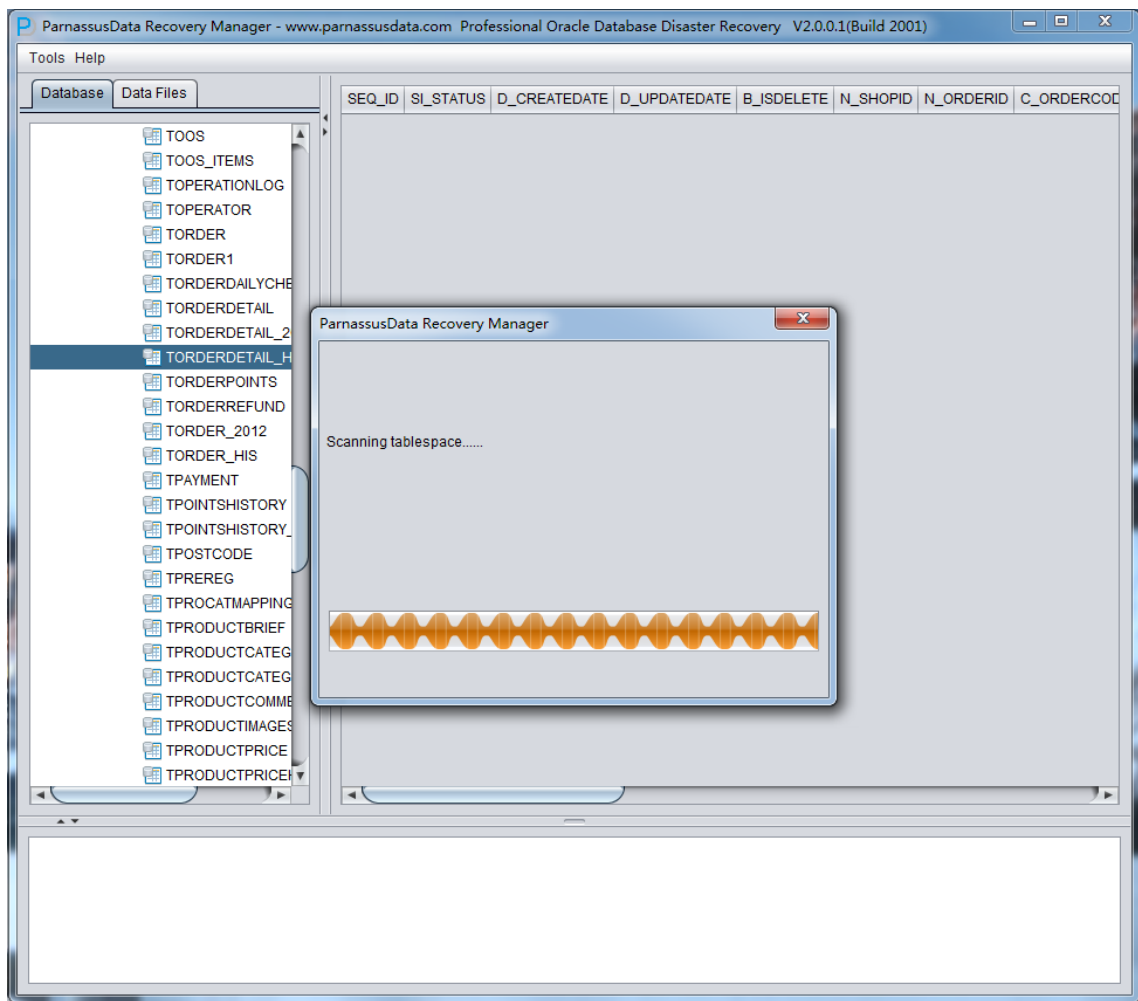 ParnassusData Recovery Manager - www.parnassusdata.com Professional Oracle Database Disaster Recovery V2.0.0.1(Build 2001)
Tools Help
Database Data Files
SEQ_ID SI_STATUS D_CREATEDATE D_UPDATEDATE B_ISDELETE N_SHOPID N_ORDERID C_ORDERCOD
TOOS
TOOS_ITEMS
TOPERATIONLOG
TOPERATOR
TORDER
TORDER1
TORDERDAILYCHE
TORDERDETAIL
TORDERDETAIL_2
TORDERDETAIL_H
TORDERPOINTS
TORDERREFUND
TORDER_2012
TORDER_HIS
TPAYMENT
TPOINTSHISTORY
TPOINTSHISTORY_
TPOSTCODE
TPREREG
TPROCATMAPPING
TPRODUCTBRIEF
TPRODUCTCATEG
TPRODUCTCATEG
TPRODUCTCOMME
TPRODUCTIMAGES
TPRODUCTPRICE
TPRODUCTPRICEH
ParnassusData Recovery Manager
Scanning tablespace......